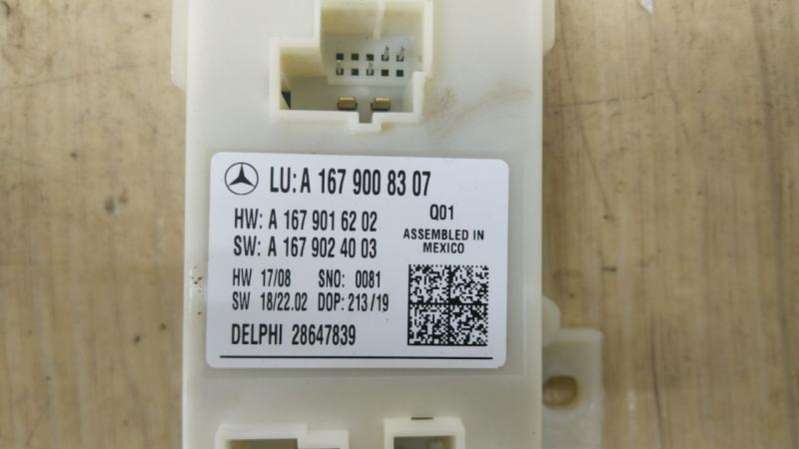 LU: A 167 900 83 07
HW: A 167 901 62 02
SW: A 167 902 40 03
Q01
ASSEMBLED IN
MEXICO
HW 17/08 SNO: 0081
SW 18/22.02 DOP: 213/19
DELPHI 28647839